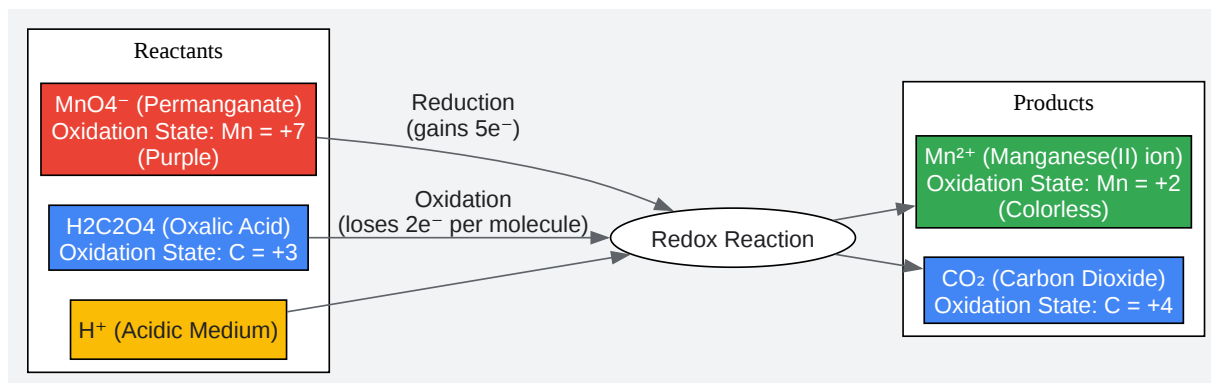 Reactants
MnO4⁻ (Permanganate)
Oxidation State: Mn = +7
(Purple)
H2C2O4 (Oxalic Acid)
Oxidation State: C = +3
H⁺ (Acidic Medium)
Reduction
(gains 5e⁻)
Oxidation
(loses 2e⁻ per molecule)
Redox Reaction
Products
Mn²⁺ (Manganese(II) ion)
Oxidation State: Mn = +2
(Colorless)
CO₂ (Carbon Dioxide)
Oxidation State: C = +4